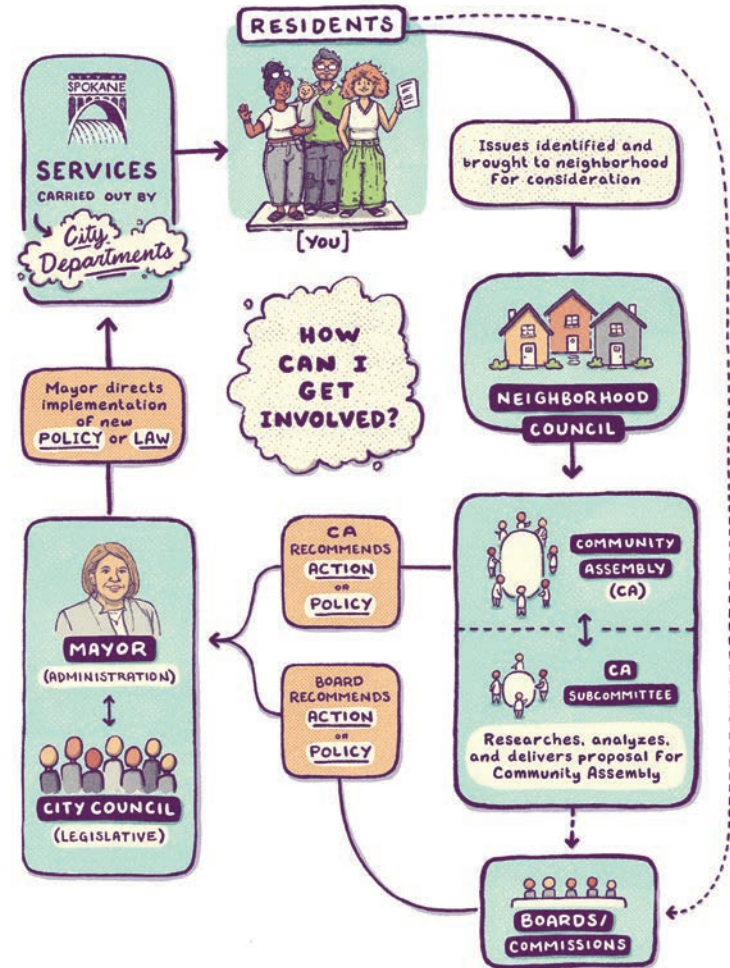 RESIDENTS
[YOU]
Issues identified and
brought to neighborhood
for consideration
NEIGHBORHOOD
COUNCIL
COMMUNITY
ASSEMBLY
(CA)
CA
SUBCOMMITTEE
Researches, analyzes,
and delivers proposal for
Community Assembly
BOARDS/
COMMISSIONS
CA
RECOMMENDS
ACTION
OR
POLICY
BOARD
RECOMMENDS
ACTION
OR
POLICY
MAYOR
(ADMINISTRATION)
CITY COUNCIL
(LEGISLATIVE)
Mayor directs
implementation
of new
POLICY or LAW
CITY OF
SPOKANE
SERVICES
CARRIED OUT BY
City
Departments
HOW
CAN I
GET
INVOLVED?